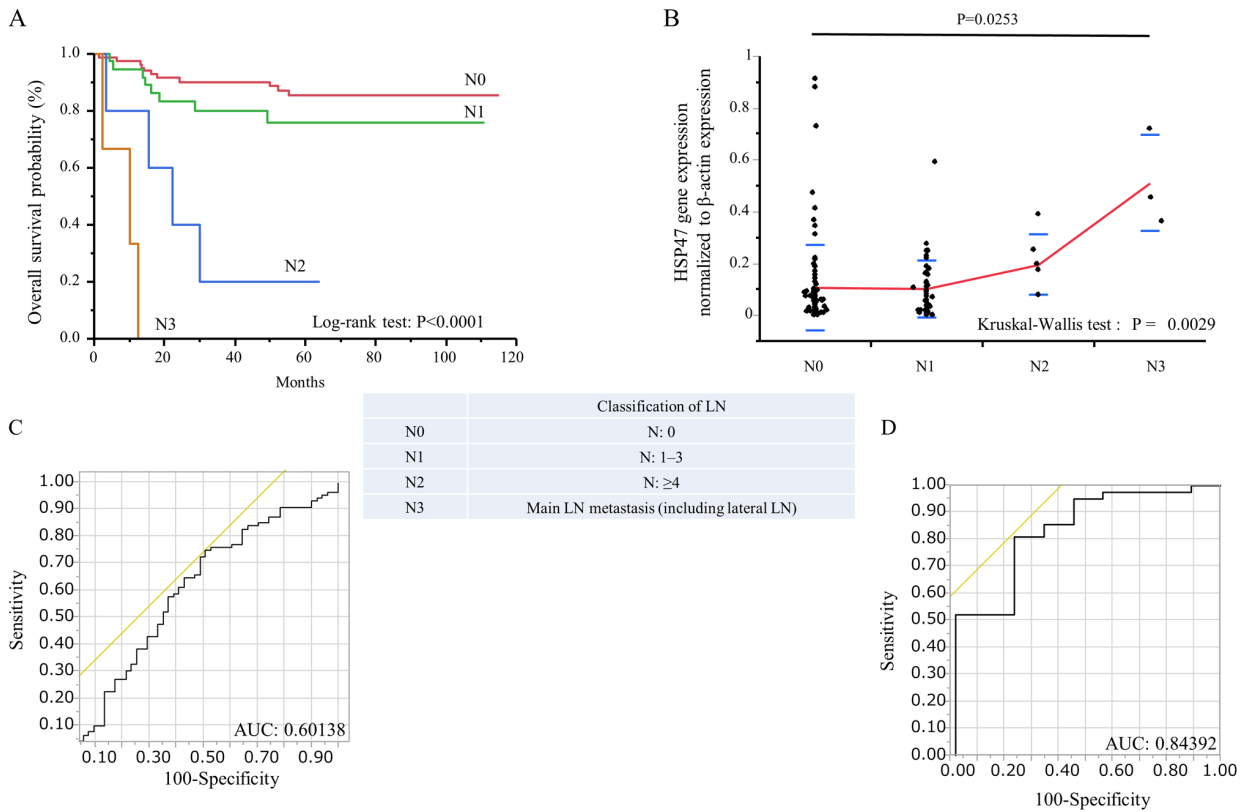 A
Overall survival probability (%)
1.0
0.8
0.6
0.4
0.2
0.0
N0
N1
N2
N3
Log-rank test: P<0.0001
0
20
40
60
80
100
120
Months
B
P=0.0253
HSP47 gene expression
normalized to β-actin expression
1
0.8
0.6
0.4
0.2
0
Kruskal-Wallis test : P = 0.0029
N0
N1
N2
N3
Classification of LN
N0 N: 0
N1 N: 1–3
N2 N: ≥4
N3 Main LN metastasis (including lateral LN)
C
Sensitivity
1.00
0.90
0.80
0.70
0.60
0.50
0.40
0.30
0.20
0.10
AUC: 0.60138
0.10
0.30
0.50
0.70
0.90
100-Specificity
D
Sensitivity
1.00
0.90
0.80
0.70
0.60
0.50
0.40
0.30
0.20
0.10
0.00
AUC: 0.84392
0.00
0.20
0.40
0.60
0.80
1.00
100-Specificity